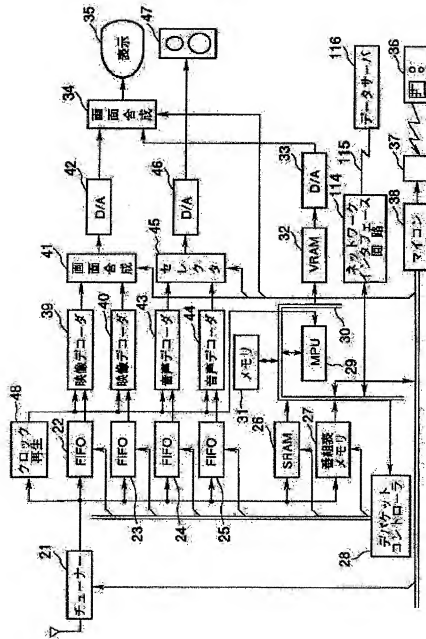 35
表示
47
116
データサーバ
36
34
画面合成
115
37
42
D/A
46
D/A
33
D/A
114
ネットワーク
インタフェース
回路
38
マイコン
41
画面合成
45
セレクタ
32
VRAM
39
映像デコーダ
40
映像デコーダ
43
音声デコーダ
44
音声デコーダ
30
31
メモリ
MPU
29
48
クロック
再生
22
FIFO
FIFO
23
FIFO
24
FIFO
25
26
SRAM
27
番組表
メモリ
21
チューナー
28
デパケット
コントローラ